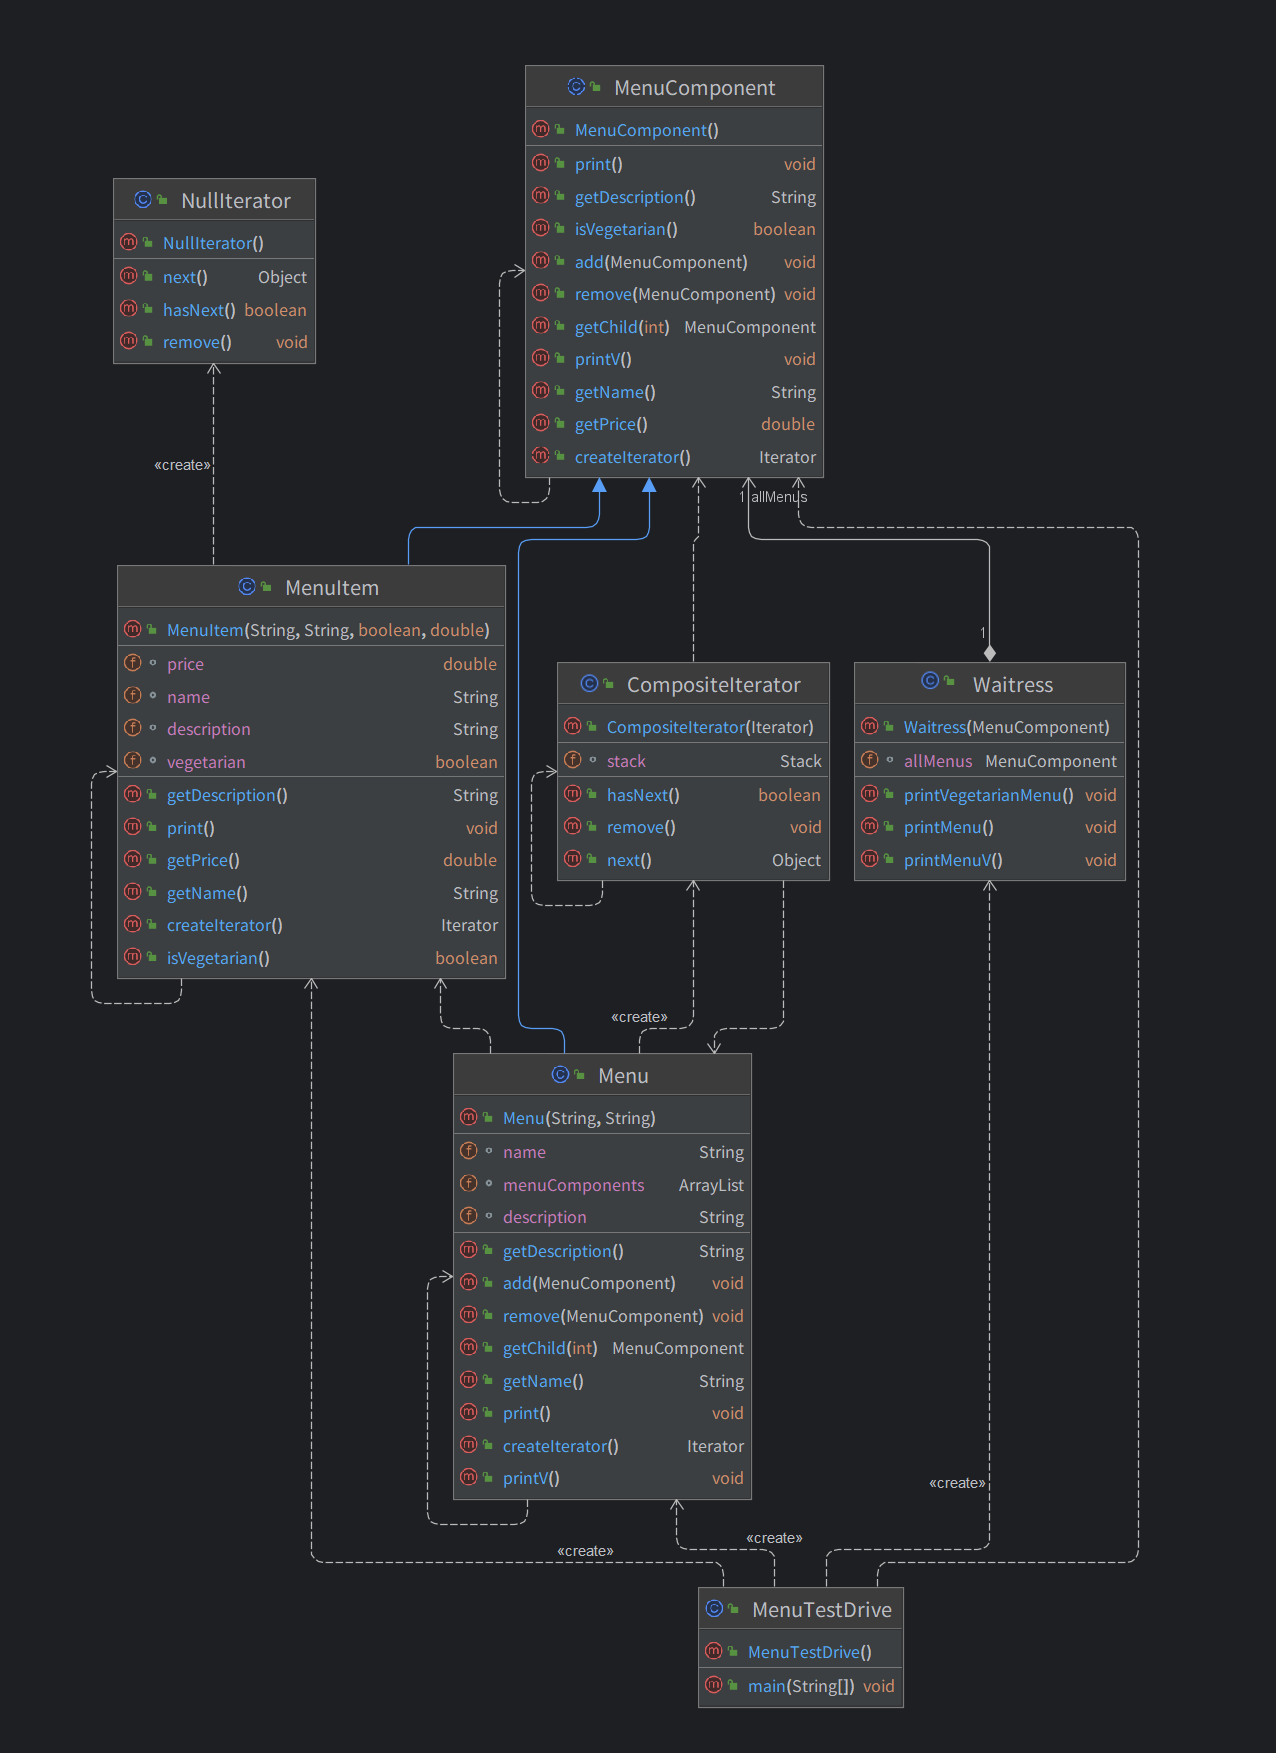 MenuComponent
MenuComponent()
print() void
getDescription() String
isVegetarian() boolean
add(MenuComponent) void
remove(MenuComponent) void
getChild(int) MenuComponent
printV() void
getName() String
getPrice() double
createIterator() Iterator
NullIterator
NullIterator()
next() Object
hasNext() boolean
remove() void
«create»
1 allMenus
MenuItem
MenuItem(String, String, boolean, double)
price double
name String
description String
vegetarian boolean
getDescription() String
print() void
getPrice() double
getName() String
createIterator() Iterator
isVegetarian() boolean
CompositeIterator
CompositeIterator(Iterator)
stack Stack
hasNext() boolean
remove() void
next() Object
1
Waitress
Waitress(MenuComponent)
allMenus MenuComponent
printVegetarianMenu() void
printMenu() void
printMenuV() void
«create»
Menu
Menu(String, String)
name String
menuComponents ArrayList
description String
getDescription() String
add(MenuComponent) void
remove(MenuComponent) void
getChild(int) MenuComponent
getName() String
print() void
createIterator() Iterator
printV() void
«create»
«create»
«create»
MenuTestDrive
MenuTestDrive()
main(String[]) void